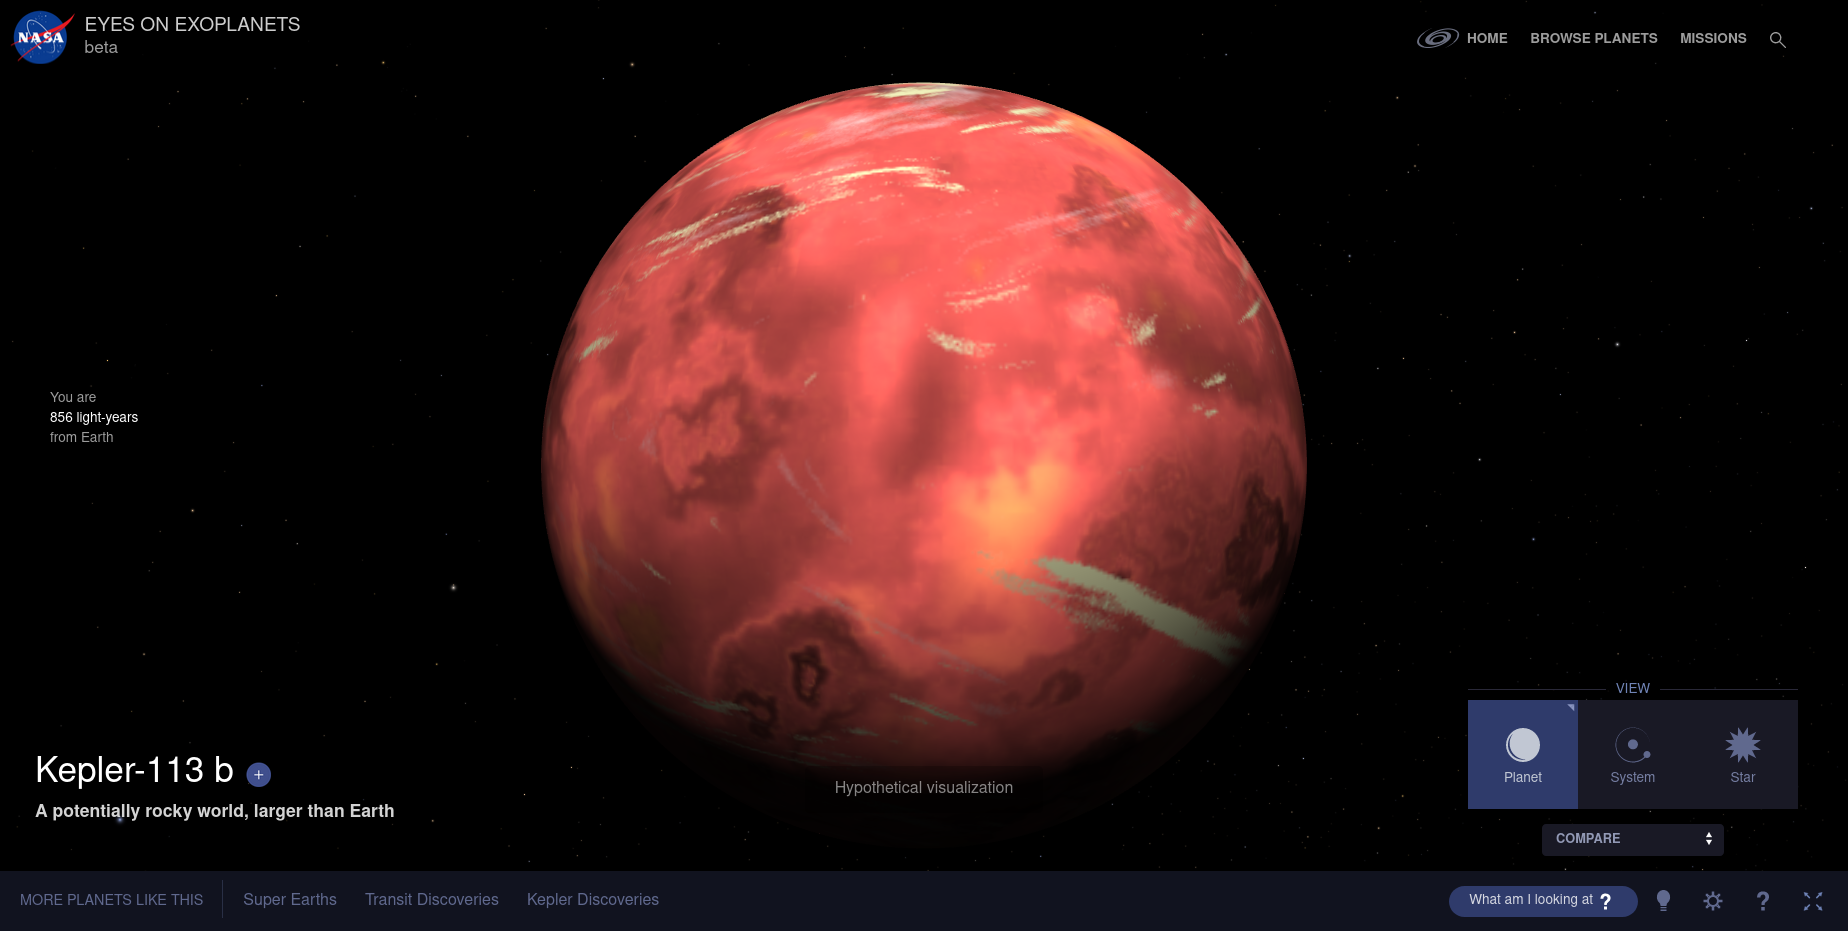 NASA
EYES ON EXOPLANETS
beta
HOME BROWSE PLANETS MISSIONS
You are
856 light-years
from Earth
VIEW
Planet System Star
Kepler-113 b +
A potentially rocky world, larger than Earth
Hypothetical visualization
COMPARE
MORE PLANETS LIKE THIS Super Earths Transit Discoveries Kepler Discoveries
What am I looking at ? ?